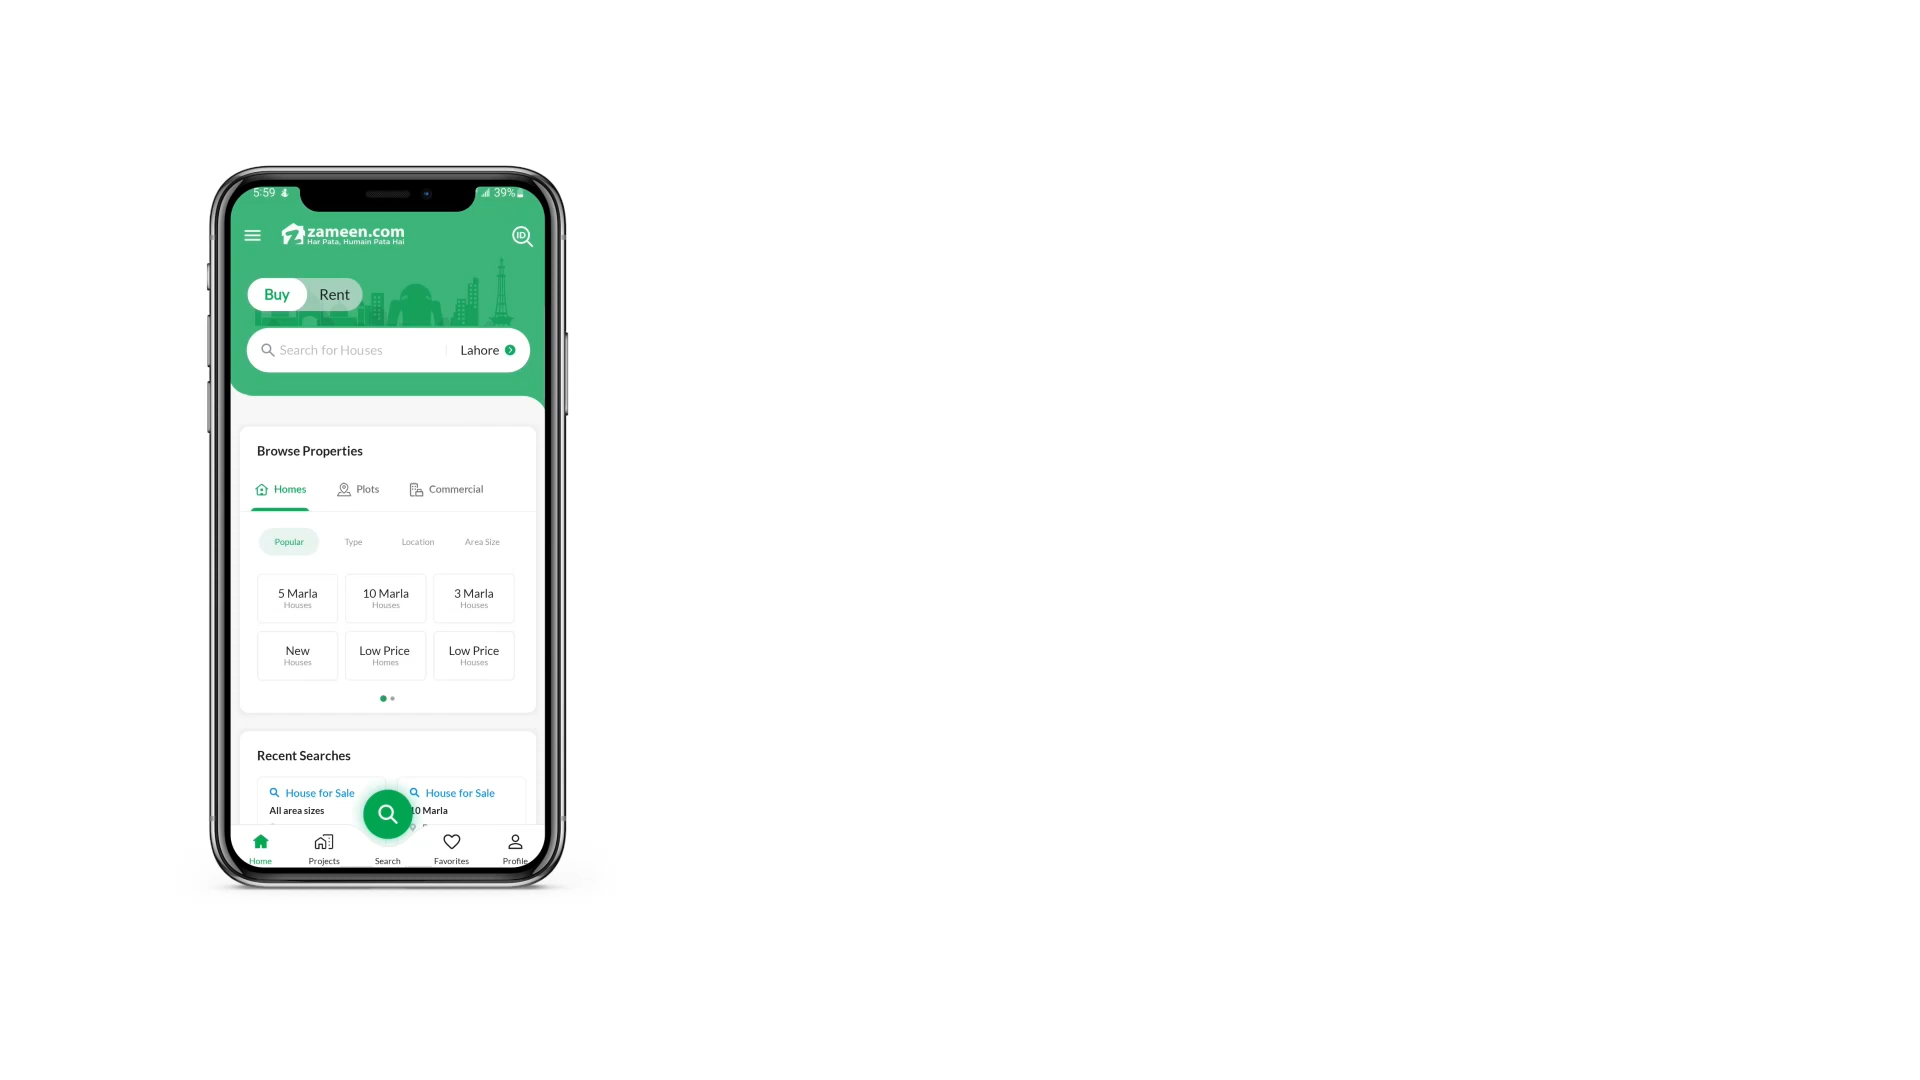 5:59 39%
zameen.com
Har Pata, Humain Pata Hai
ID
Buy Rent
Search for Houses Lahore
Browse Properties
Homes Plots Commercial
Popular Type Location Area Size
5 Marla 10 Marla 3 Marla
Houses Houses Houses
New Low Price Low Price
Houses Homes Houses
Recent Searches
House for Sale House for Sale
All area sizes 10 Marla
Home Projects Search Favorites Profile